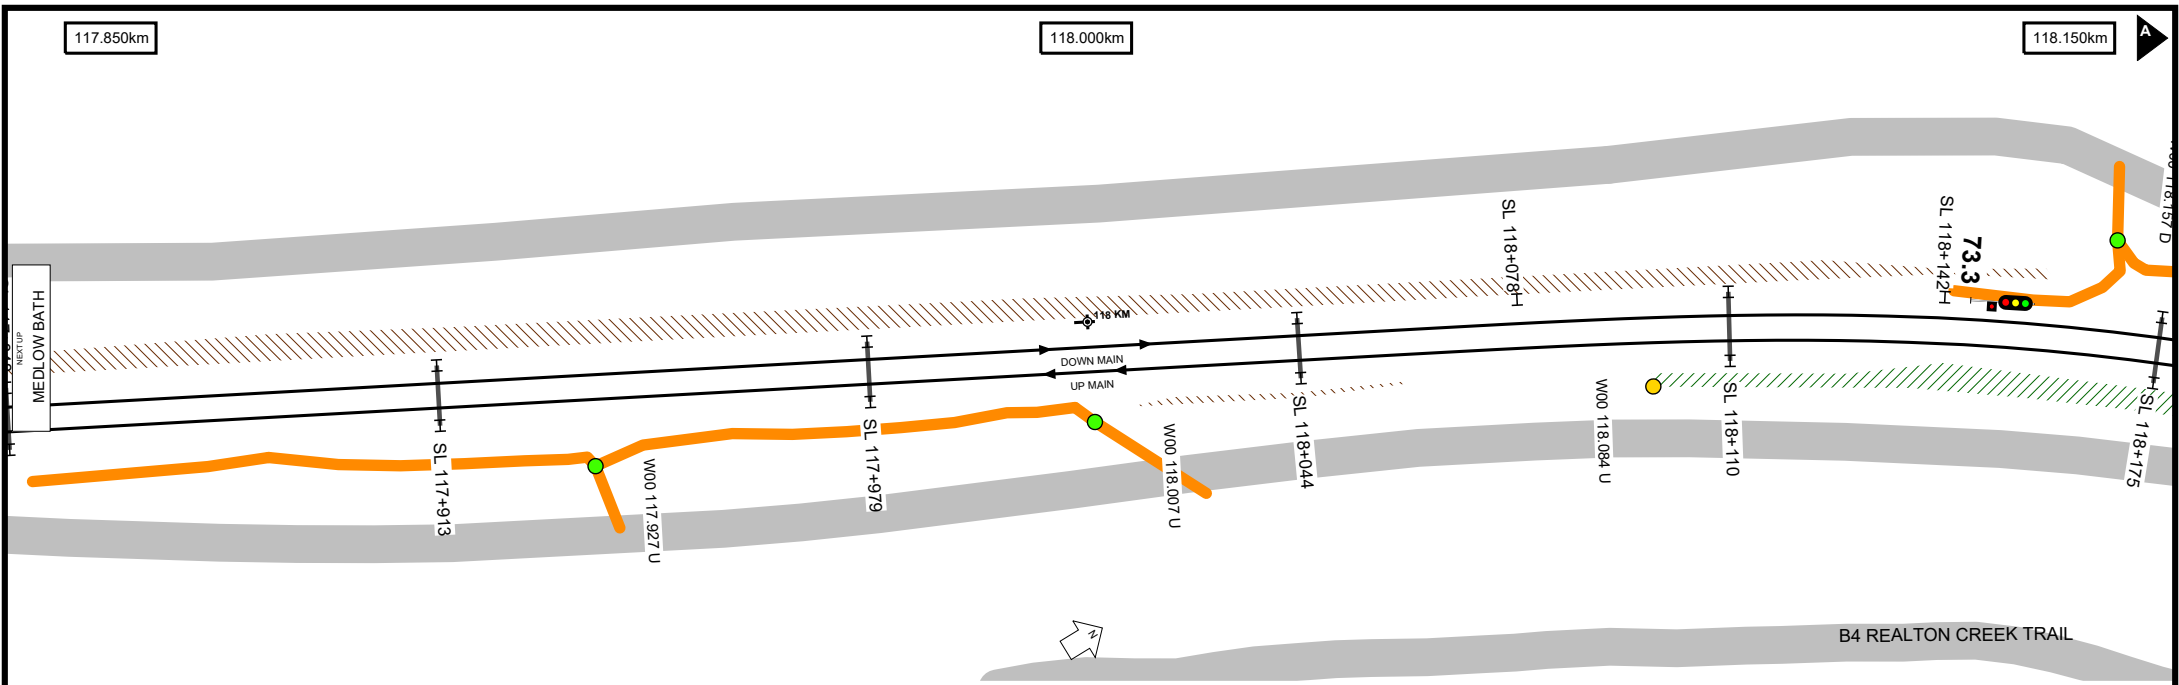 117.850km
118.000km
118.150km
A
SL 118+078
SL 118+142
73.3
118 KM
DOWN MAIN
UP MAIN
NEXT UP
MEDLOW BATH
SL 117+913
W00 117.927 U
SL 117+979
W00 118.007 U
SL 118+044
W00 118.084 U
SL 118+110
SL 118+175
N
B4 REALTON CREEK TRAIL